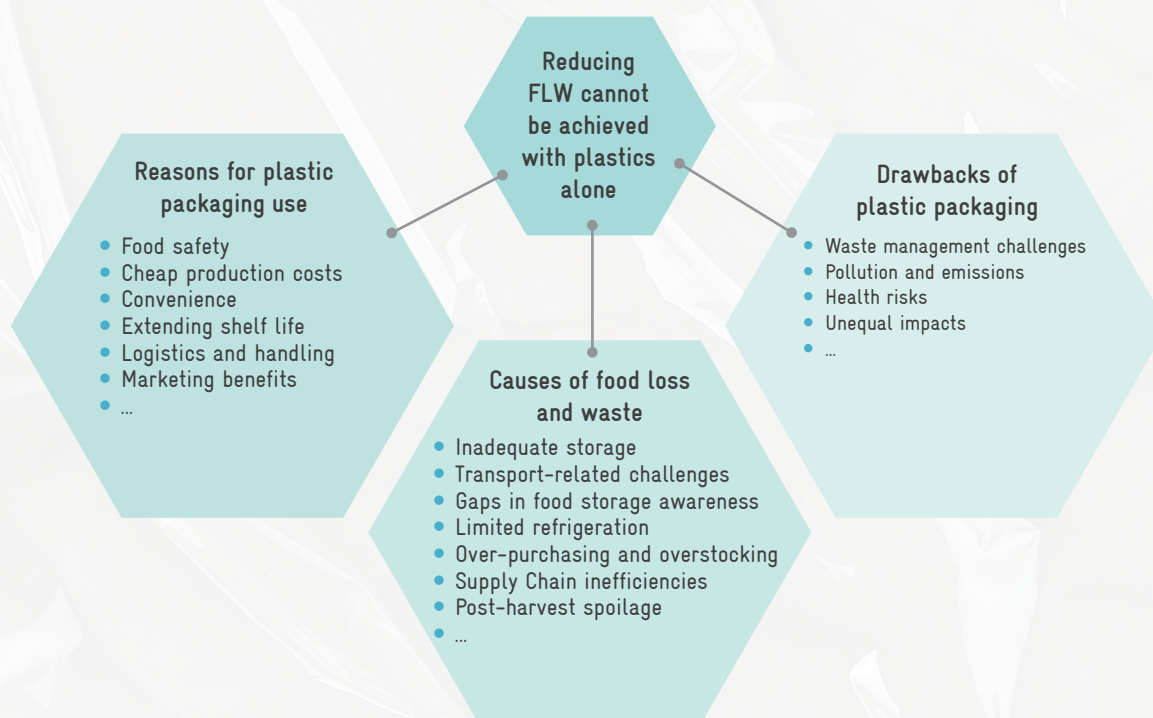 Reducing
FLW cannot
be achieved
with plastics
alone
Reasons for plastic
packaging use
• Food safety
• Cheap production costs
• Convenience
• Extending shelf life
• Logistics and handling
• Marketing benefits
• ...
Causes of food loss
and waste
• Inadequate storage
• Transport-related challenges
• Gaps in food storage awareness
• Limited refrigeration
• Over-purchasing and overstocking
• Supply Chain inefficiencies
• Post-harvest spoilage
• ...
Drawbacks of
plastic packaging
• Waste management challenges
• Pollution and emissions
• Health risks
• Unequal impacts
• ...